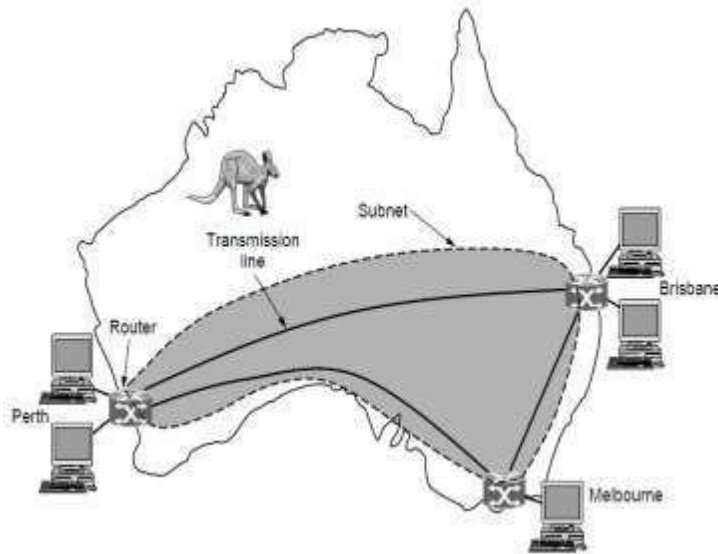 Subnet
Transmission
line
Brisbane
Router
Perth
Melbourne